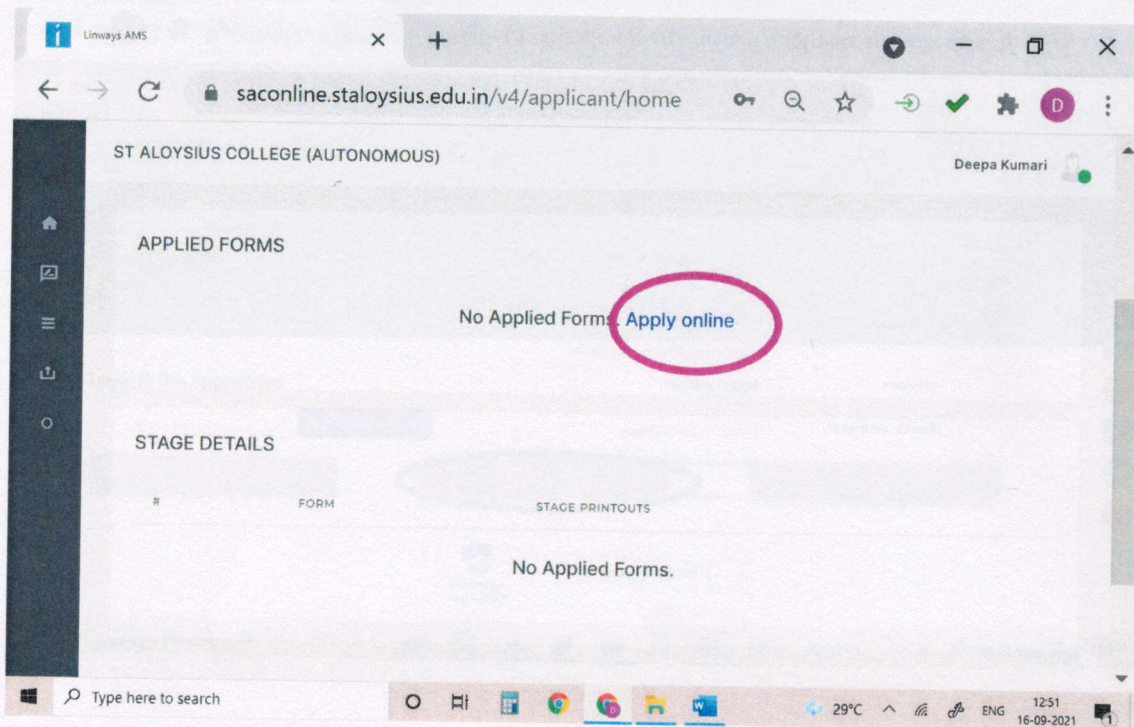 Linways AMS
saconline.staloysius.edu.in/v4/applicant/home
D
ST ALOYSIUS COLLEGE (AUTONOMOUS)
Deepa Kumari
APPLIED FORMS
No Applied Forms. Apply online
STAGE DETAILS
# FORM STAGE PRINTOUTS
No Applied Forms.
Type here to search
29°C ENG 12:51
16-09-2021